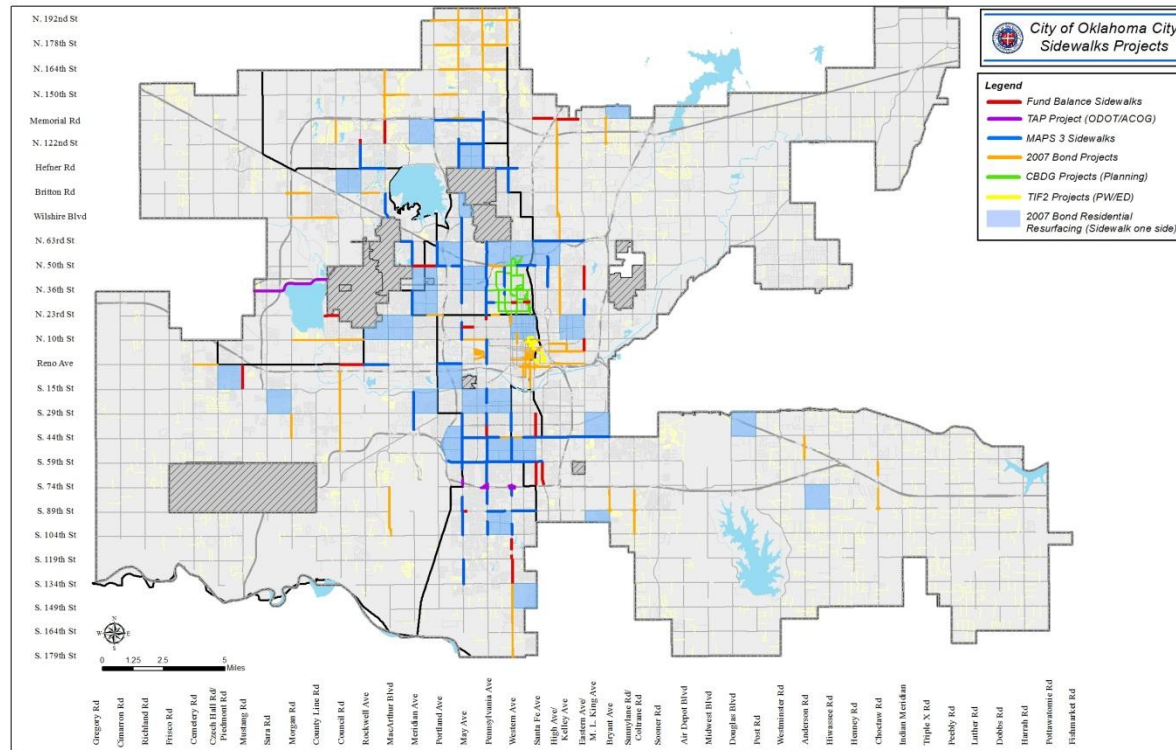 City of Oklahoma City
Sidewalks Projects
Legend
Fund Balance Sidewalks
TAP Project (ODOT/ACOG)
MAPS 3 Sidewalks
2007 Bond Projects
CBDG Projects (Planning)
TIF2 Projects (PW/ED)
2007 Bond Residential
Resurfacing (Sidewalk one side)
N. 192nd St
N. 178th St
N. 164th St
N. 150th St
Memorial Rd
N. 122nd St
Hefner Rd
Britton Rd
Wilshire Blvd
N. 63rd St
N. 50th St
N. 36th St
N. 23rd St
N. 10th St
Reno Ave
S. 15th St
S. 29th St
S. 44th St
S. 59th St
S. 74th St
S. 89th St
S. 104th St
S. 119th St
S. 134th St
S. 149th St
S. 164th St
S. 179th St
N
W E
S
0 1.25 2.5 5
Miles
Gregory Rd
Cimarron Rd
Richland Rd
Frisco Rd
Cemetery Rd
Czech Hall Rd/
Piedmont Rd
Mustang Rd
Sara Rd
Morgan Rd
County Line Rd
Council Rd
Rockwell Ave
MacArthur Blvd
Meridian Ave
Portland Ave
May Ave
Pennsylvania Ave
Western Ave
Santa Fe Ave
High Ave/
Kelley Ave
Eastern Ave/
M. L. King Ave
Bryant Ave
Sunnylane Rd/
Coltrane Rd
Sooner Rd
Air Depot Blvd
Midwest Blvd
Douglas Blvd
Post Rd
Westminster Rd
Anderson Rd
Hiwassee Rd
Henney Rd
Choctaw Rd
Indian Meridian
Triple X Rd
Peebly Rd
Luther Rd
Dobbs Rd
Harrah Rd
Pottawatomie Rd
Fishmarket Rd